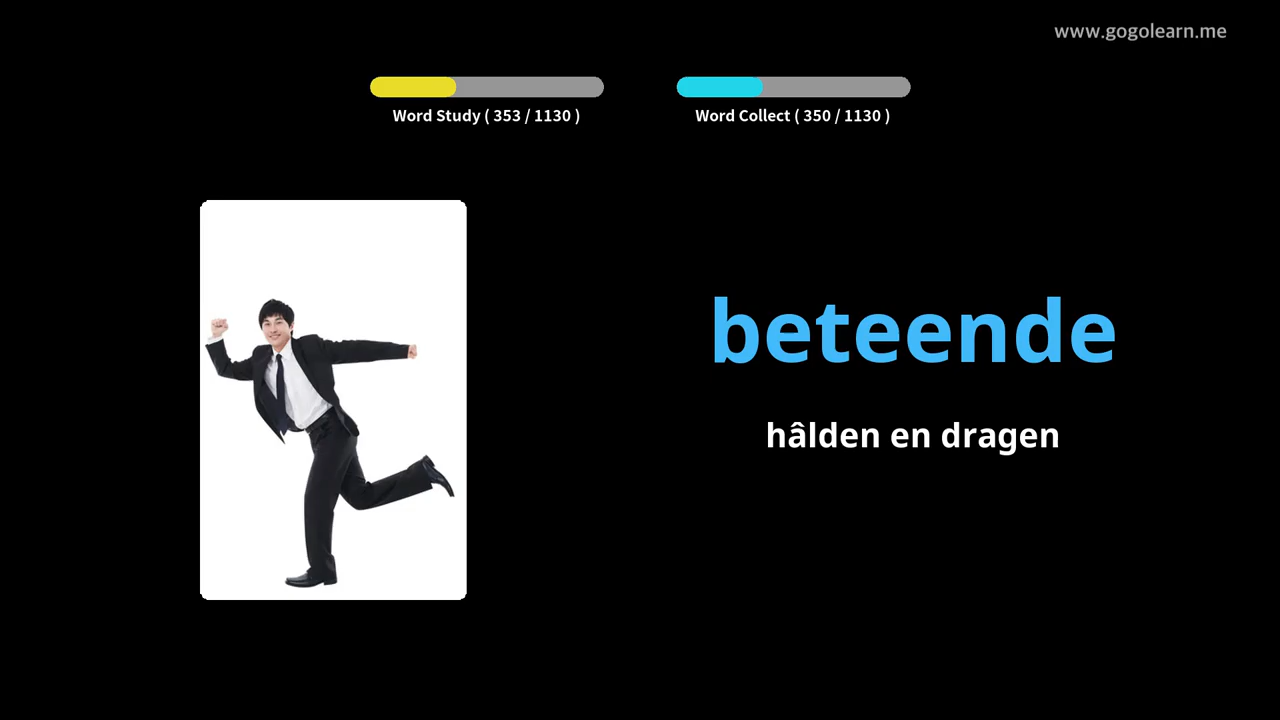 www.gogolearn.me
Word Study ( 353 / 1130 )
Word Collect ( 350 / 1130 )
beteende
hâlden en dragen